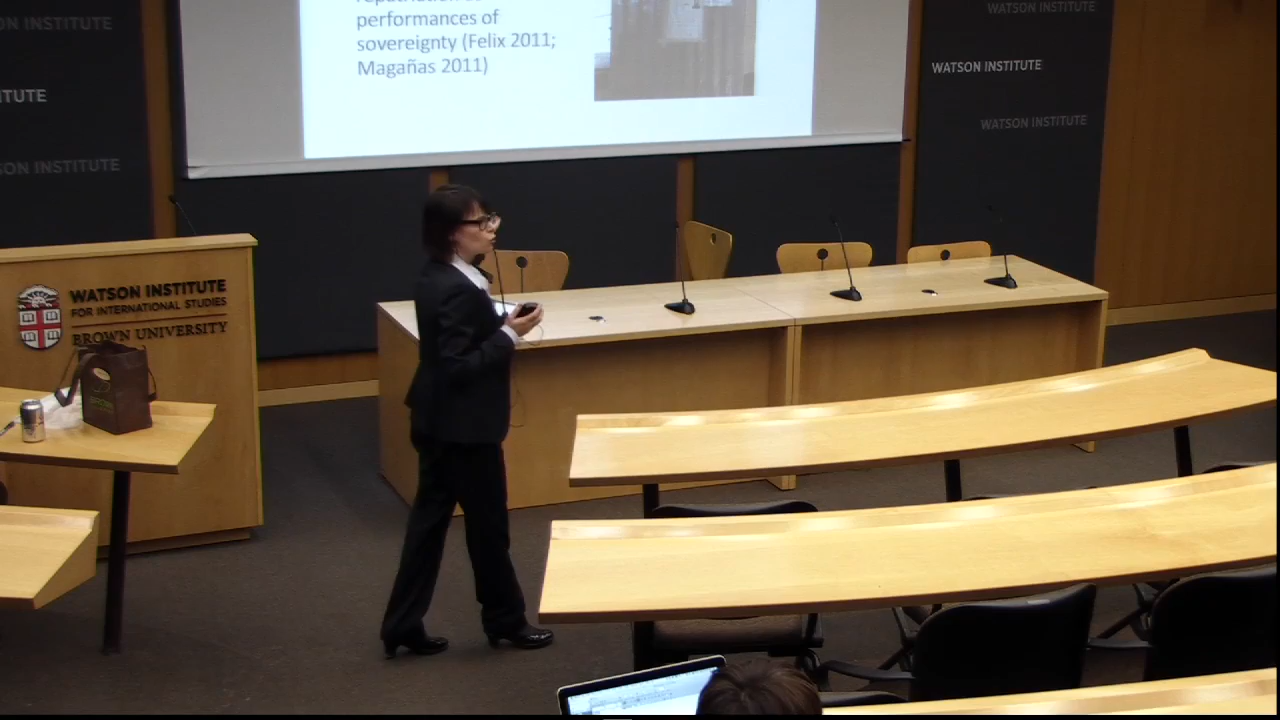 performances of
sovereignty (Felix 2011;
Magañas 2011)
ON INSTITUTE
TUTE
ON INSTITUTE
WATSON INSTITUTE
WATSON INSTITUTE
WATSON INSTITUTE
WATSON INSTITUTE
FOR INTERNATIONAL STUDIES
BROWN UNIVERSITY